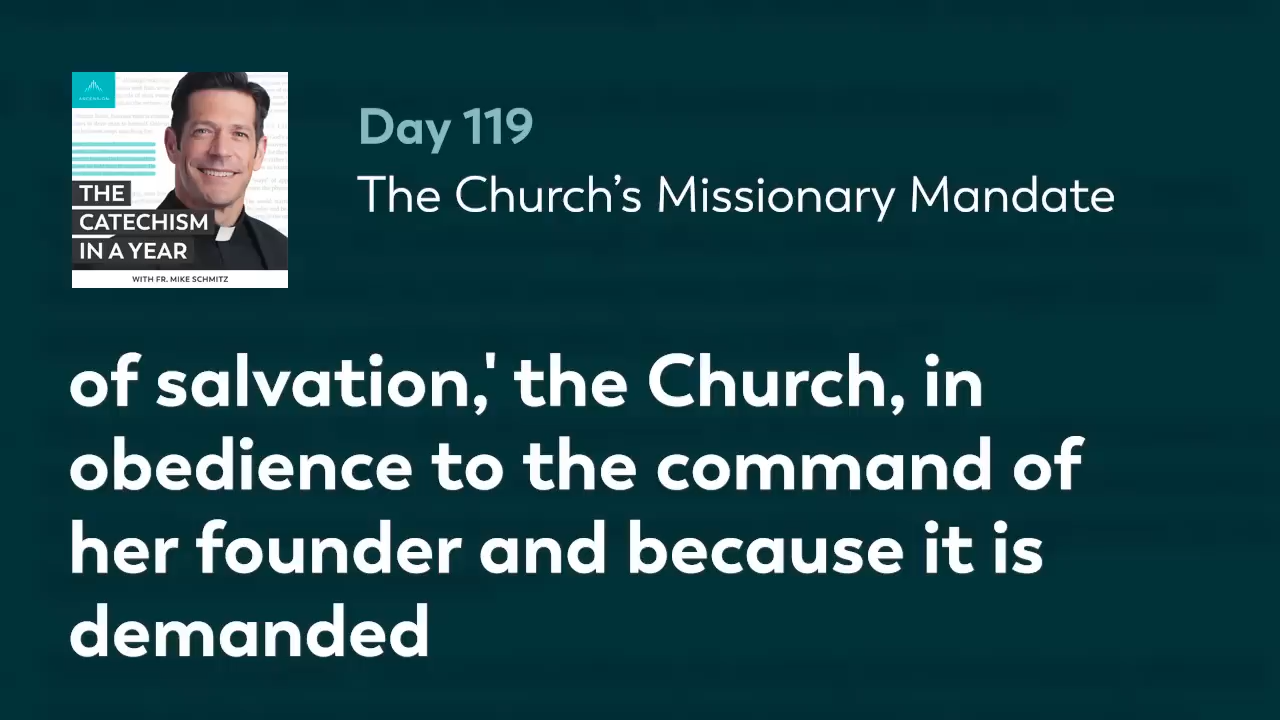 ASCENSION
THE
CATECHISM
IN A YEAR
WITH FR. MIKE SCHMITZ
Day 119
The Church’s Missionary Mandate
of salvation,' the Church, in
obedience to the command of
her founder and because it is
demanded